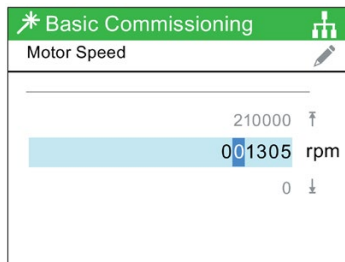 Basic Commissioning
Motor Speed
210000
001305 rpm
0